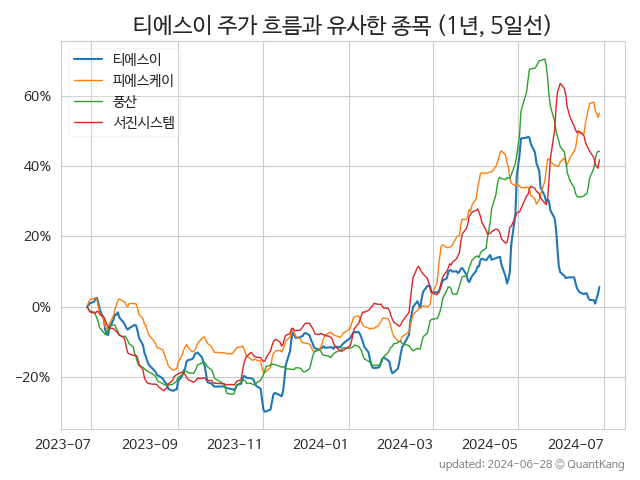 티에스이 주가 흐름과 유사한 종목 (1년, 5일선)
티에스이
피에스케이
풍산
서진시스템
60%
40%
20%
0%
−20%
2023-07 2023-09 2023-11 2024-01 2024-03 2024-05 2024-07
updated: 2024-06-28 © QuantKang